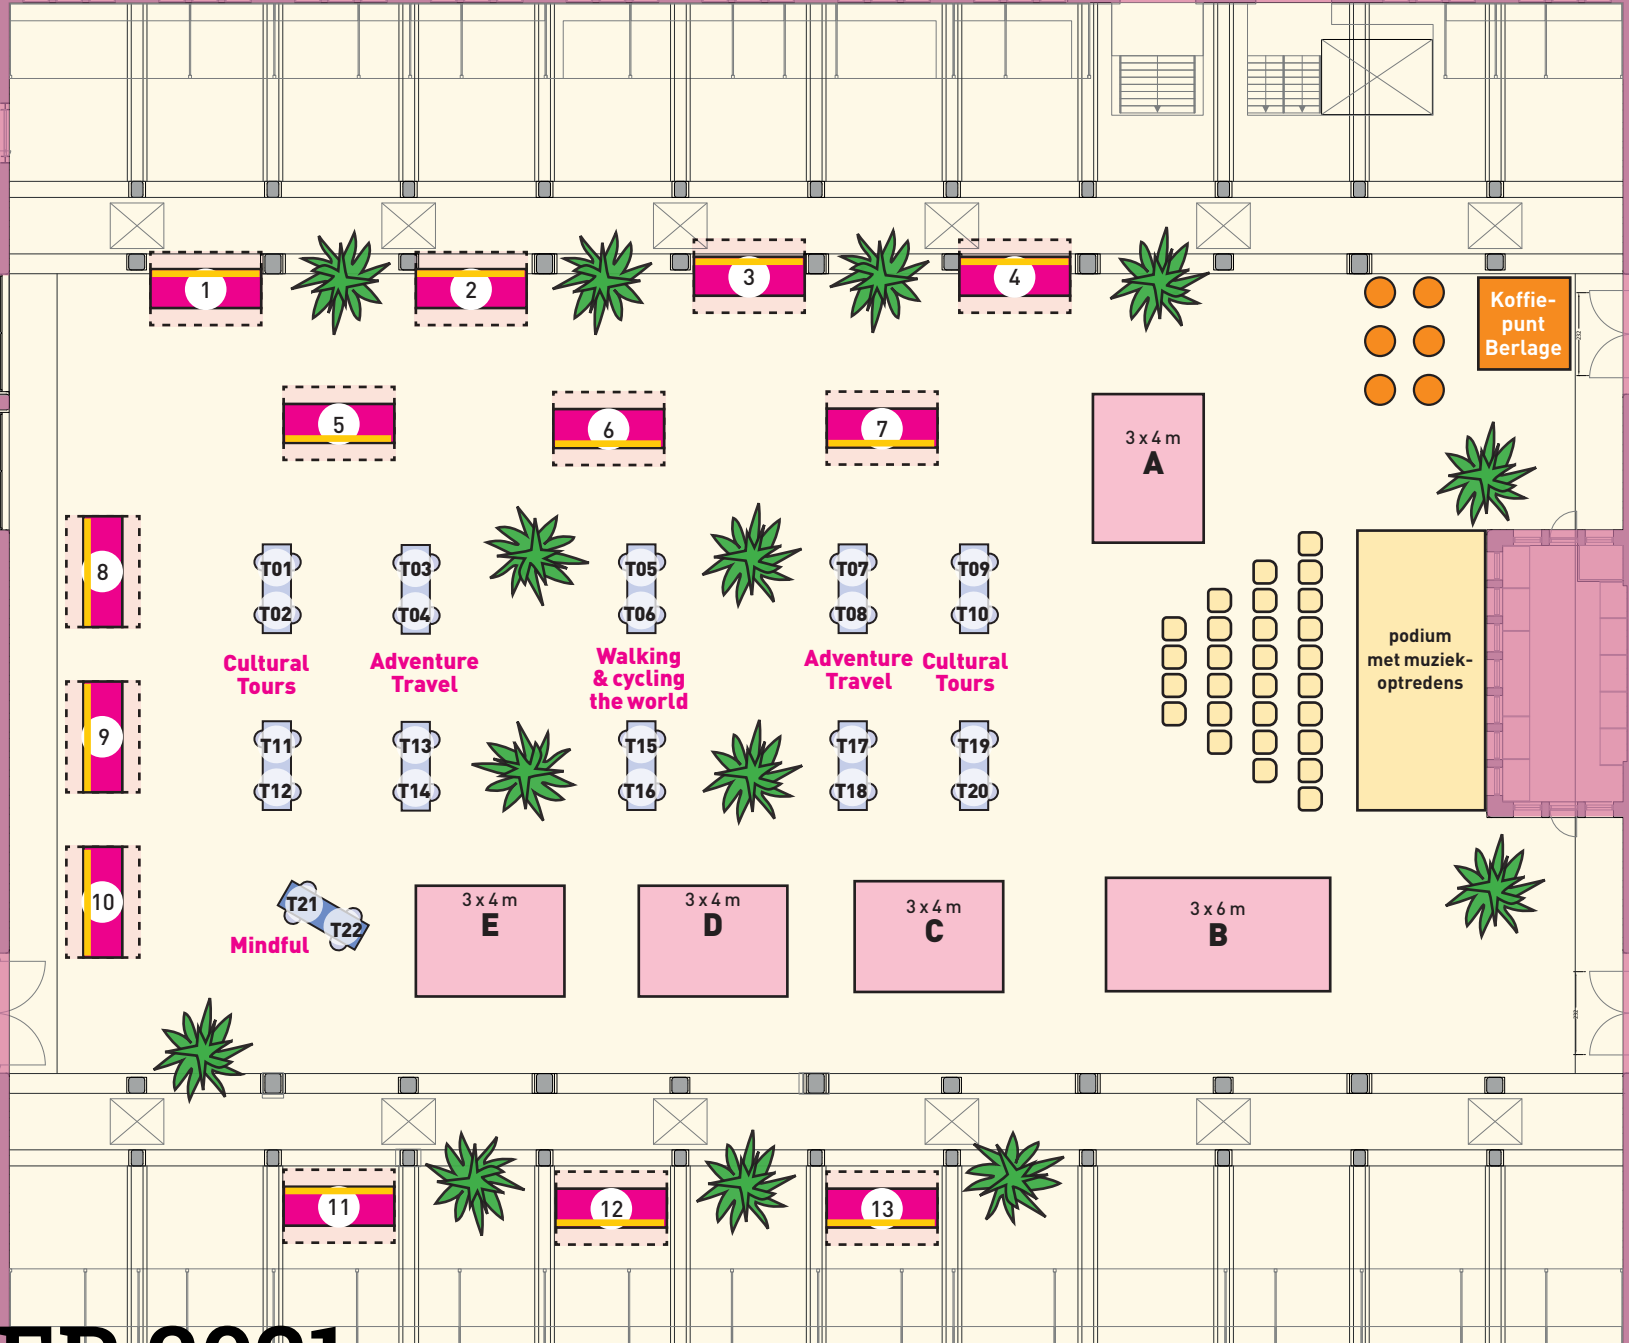 1
2
3
4
Koffie-
punt
Berlage
232
5
6
7
3 x 4 m
A
8
T01
T02
T03
T04
T05
T06
T07
T08
T09
T10
Cultural
Tours
Adventure
Travel
Walking
& cycling
the world
Adventure
Travel
Cultural
Tours
podium
met muziek-
optredens
9
T11
T12
T13
T14
T15
T16
T17
T18
T19
T20
10
T21
T22
Mindful
3 x 4 m
E
3 x 4 m
D
3 x 4 m
C
3 x 6 m
B
232
11
12
13